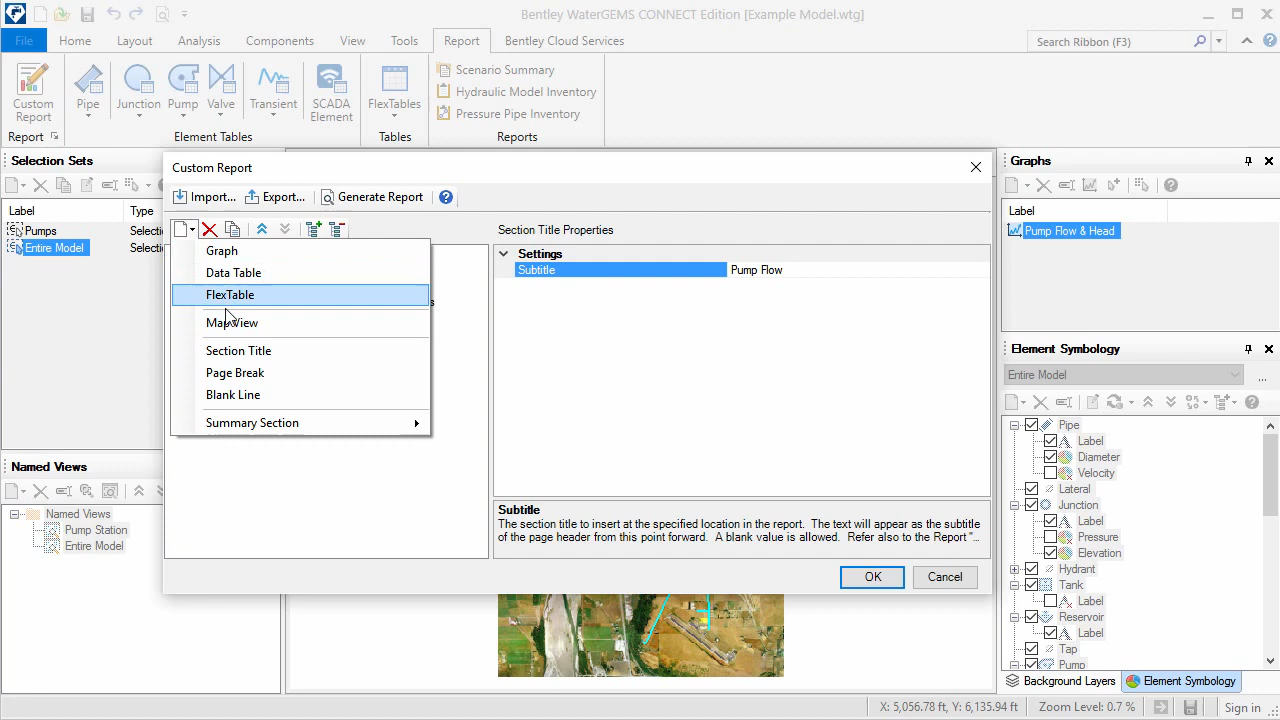 Bentley WaterGEMS CONNECT Edition [Example Model.wtg]
File Home Layout Analysis Components View Tools Report Bentley Cloud Services
Search Ribbon (F3)
Custom Report
Pipe
Junction
Pump
Valve
Transient
SCADA Element
FlexTables
Scenario Summary
Hydraulic Model Inventory
Pressure Pipe Inventory
Report
Element Tables
Tables
Reports
Selection Sets
Label Type
Pumps Selecti
Entire Model Selecti
Named Views
Named Views
Pump Station
Entire Model
Custom Report
Import... Export... Generate Report
Graph
Data Table
FlexTable
Map View
Section Title
Page Break
Blank Line
Summary Section
s
Section Title Properties
Settings
Subtitle Pump Flow
Subtitle
The section title to insert at the specified location in the report. The text will appear as the subtitle
of the page header from this point forward. A blank value is allowed. Refer also to the Report "...
OK Cancel
Graphs
Label
Pump Flow & Head
Element Symbology
Entire Model
...
Pipe
Label
Diameter
Velocity
Lateral
Junction
Label
Pressure
Elevation
Hydrant
Tank
Label
Reservoir
Label
Tap
Pump
Background Layers Element Symbology
X: 5,056.78 ft, Y: 6,135.94 ft Zoom Level: 0.7 % Sign in